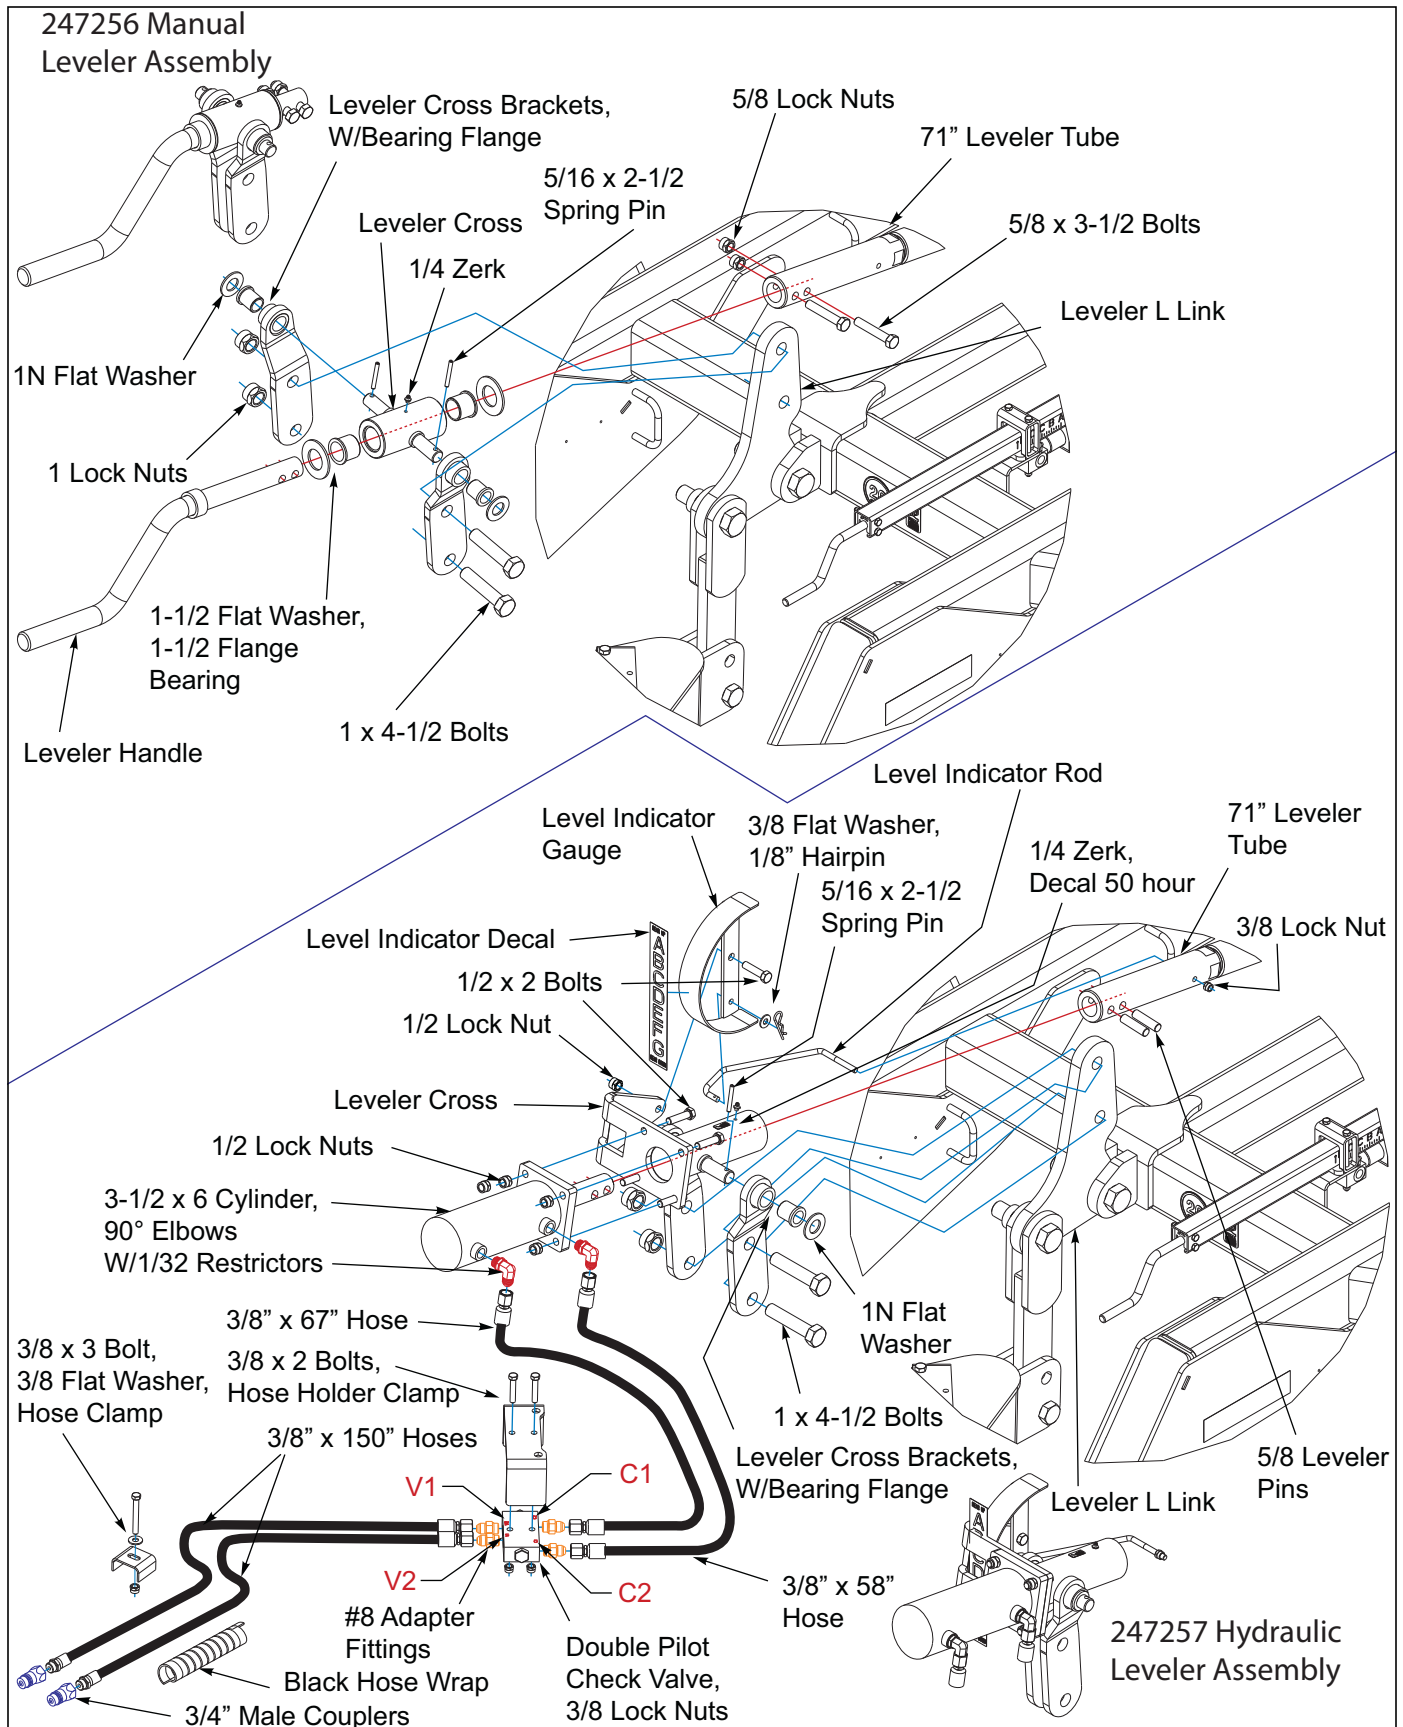 247256 Manual
Leveler Assembly
Leveler Cross Brackets,
W/Bearing Flange
5/8 Lock Nuts
71” Leveler Tube
5/16 x 2-1/2
Spring Pin
Leveler Cross
5/8 x 3-1/2 Bolts
1/4 Zerk
Leveler L Link
1N Flat Washer
1 Lock Nuts
1-1/2 Flat Washer,
1-1/2 Flange
Bearing
1 x 4-1/2 Bolts
Leveler Handle
Level Indicator Rod
Level Indicator
Gauge
3/8 Flat Washer,
1/8” Hairpin
71” Leveler
Tube
1/4 Zerk,
Decal 50 hour
5/16 x 2-1/2
Spring Pin
3/8 Lock Nut
Level Indicator Decal
A
B
C
D
E
F
G
1/2 x 2 Bolts
1/2 Lock Nut
Leveler Cross
1/2 Lock Nuts
3-1/2 x 6 Cylinder,
90° Elbows
W/1/32 Restrictors
3/8” x 67” Hose
1N Flat
Washer
3/8 x 3 Bolt,
3/8 Flat Washer,
Hose Clamp
3/8 x 2 Bolts,
Hose Holder Clamp
1 x 4-1/2 Bolts
3/8” x 150” Hoses
Leveler Cross Brackets,
W/Bearing Flange
5/8 Leveler
Pins
V1
C1
Leveler L Link
V2
C2
3/8” x 58”
Hose
#8 Adapter
Fittings
Double Pilot
Check Valve,
3/8 Lock Nuts
Black Hose Wrap
3/4” Male Couplers
247257 Hydraulic
Leveler Assembly